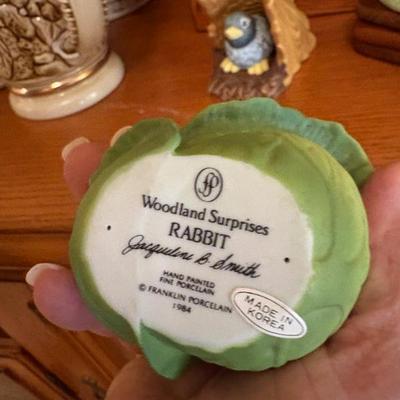 FP
Woodland Surprises
RABBIT
Jacqueline B. Smith
HAND PAINTED
FINE PORCELAIN
© FRANKLIN PORCELAIN
1984
MADE IN
KOREA